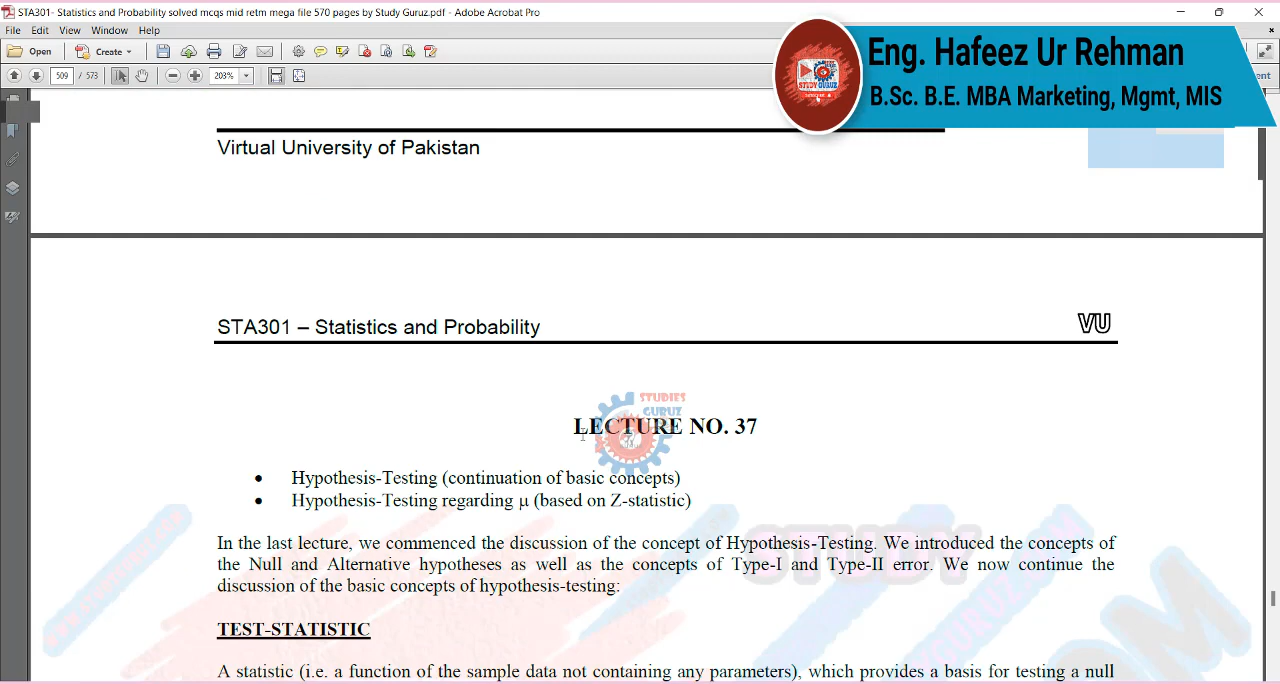 STA301- Statistics and Probability solved mcqs mid retm mega file 570 pages by Study Guruz.pdf - Adobe Acrobat Pro
File Edit View Window Help
Open Create
509 / 573 203%
Eng. Hafeez Ur Rehman
B.Sc. B.E. MBA Marketing, Mgmt, MIS
STUDY GURUZ
Virtual University of Pakistan
STA301 – Statistics and Probability VU
STUDIES
GURUZ
LECTURE NO. 37
• Hypothesis-Testing (continuation of basic concepts)
• Hypothesis-Testing regarding μ (based on Z-statistic)
In the last lecture, we commenced the discussion of the concept of Hypothesis-Testing. We introduced the concepts of
the Null and Alternative hypotheses as well as the concepts of Type-I and Type-II error. We now continue the
discussion of the basic concepts of hypothesis-testing:
STUDY
TEST-STATISTIC
A statistic (i.e. a function of the sample data not containing any parameters), which provides a basis for testing a null